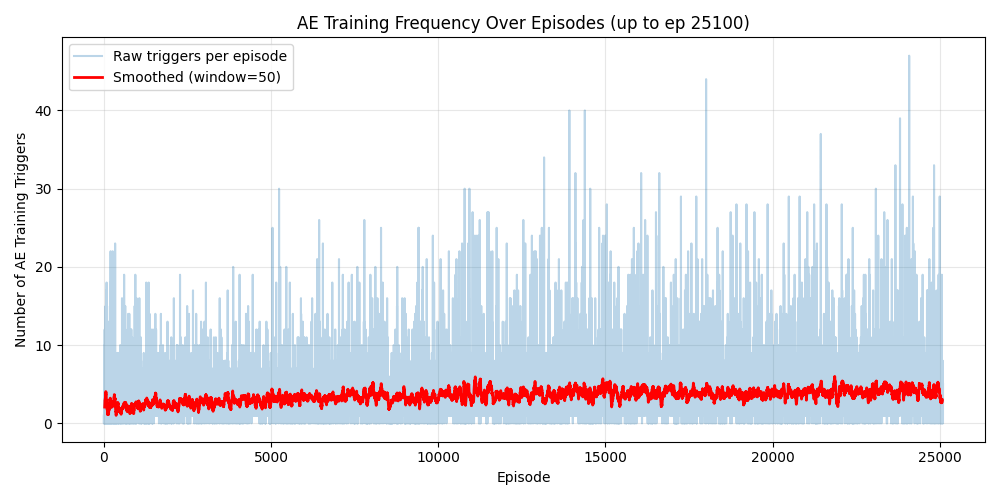 AE Training Frequency Over Episodes (up to ep 25100)
Raw triggers per episode
Smoothed (window=50)
Number of AE Training Triggers
40
30
20
10
0
0 5000 10000 15000 20000 25000
Episode